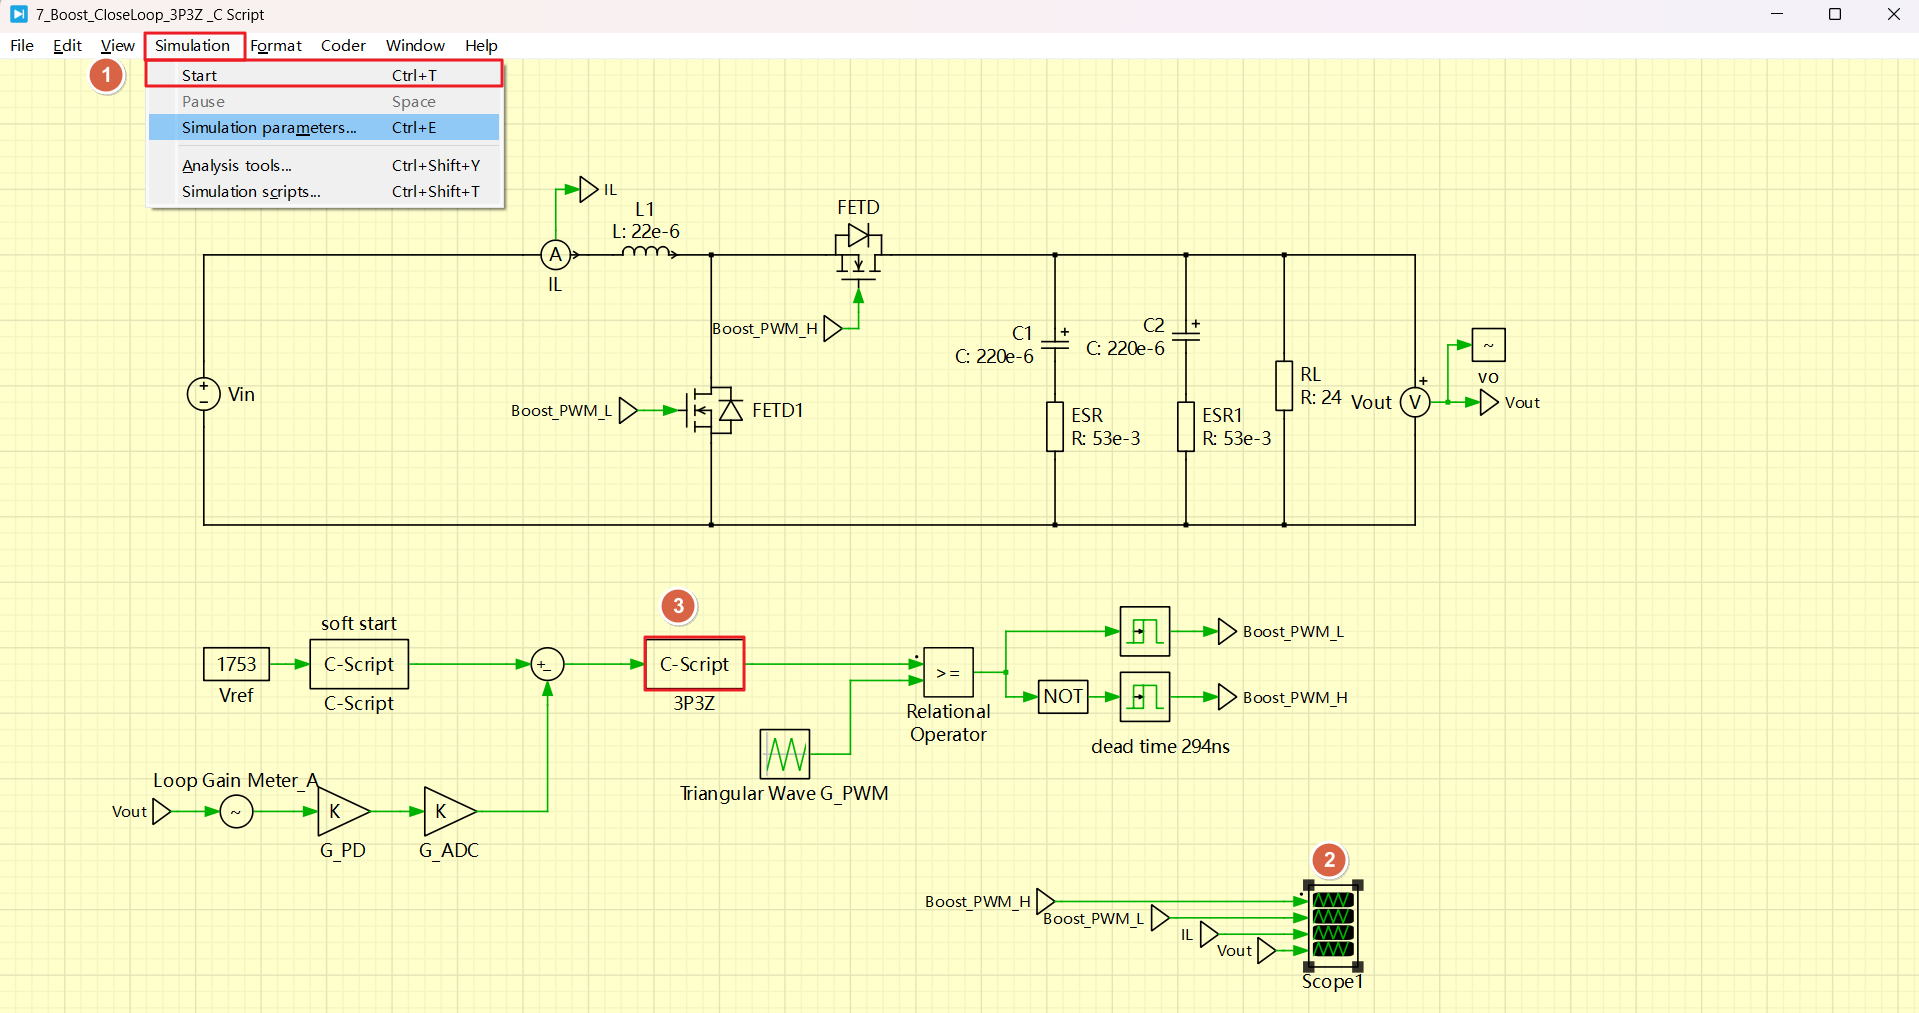 7_Boost_CloseLoop_3P3Z _C Script
File Edit View Simulation Format Coder Window Help
1
Start Ctrl+T
Pause Space
Simulation parameters... Ctrl+E
Analysis tools... Ctrl+Shift+Y
Simulation scripts... Ctrl+Shift+T
IL
L1
L: 22e-6
A
IL
FETD
Boost_PWM_H
Vin
Boost_PWM_L
FETD1
C1
C: 220e-6
C2
C: 220e-6
ESR
R: 53e-3
ESR1
R: 53e-3
RL
R: 24
Vout
V
~
vo
Vout
soft start
1753
Vref
C-Script
C-Script
+
-
3
C-Script
3P3Z
>=
Relational
Operator
NOT
Boost_PWM_L
Boost_PWM_H
dead time 294ns
Triangular Wave G_PWM
Loop Gain Meter_A
Vout
~
K
G_PD
K
G_ADC
2
Boost_PWM_H
Boost_PWM_L
IL
Vout
Scope1